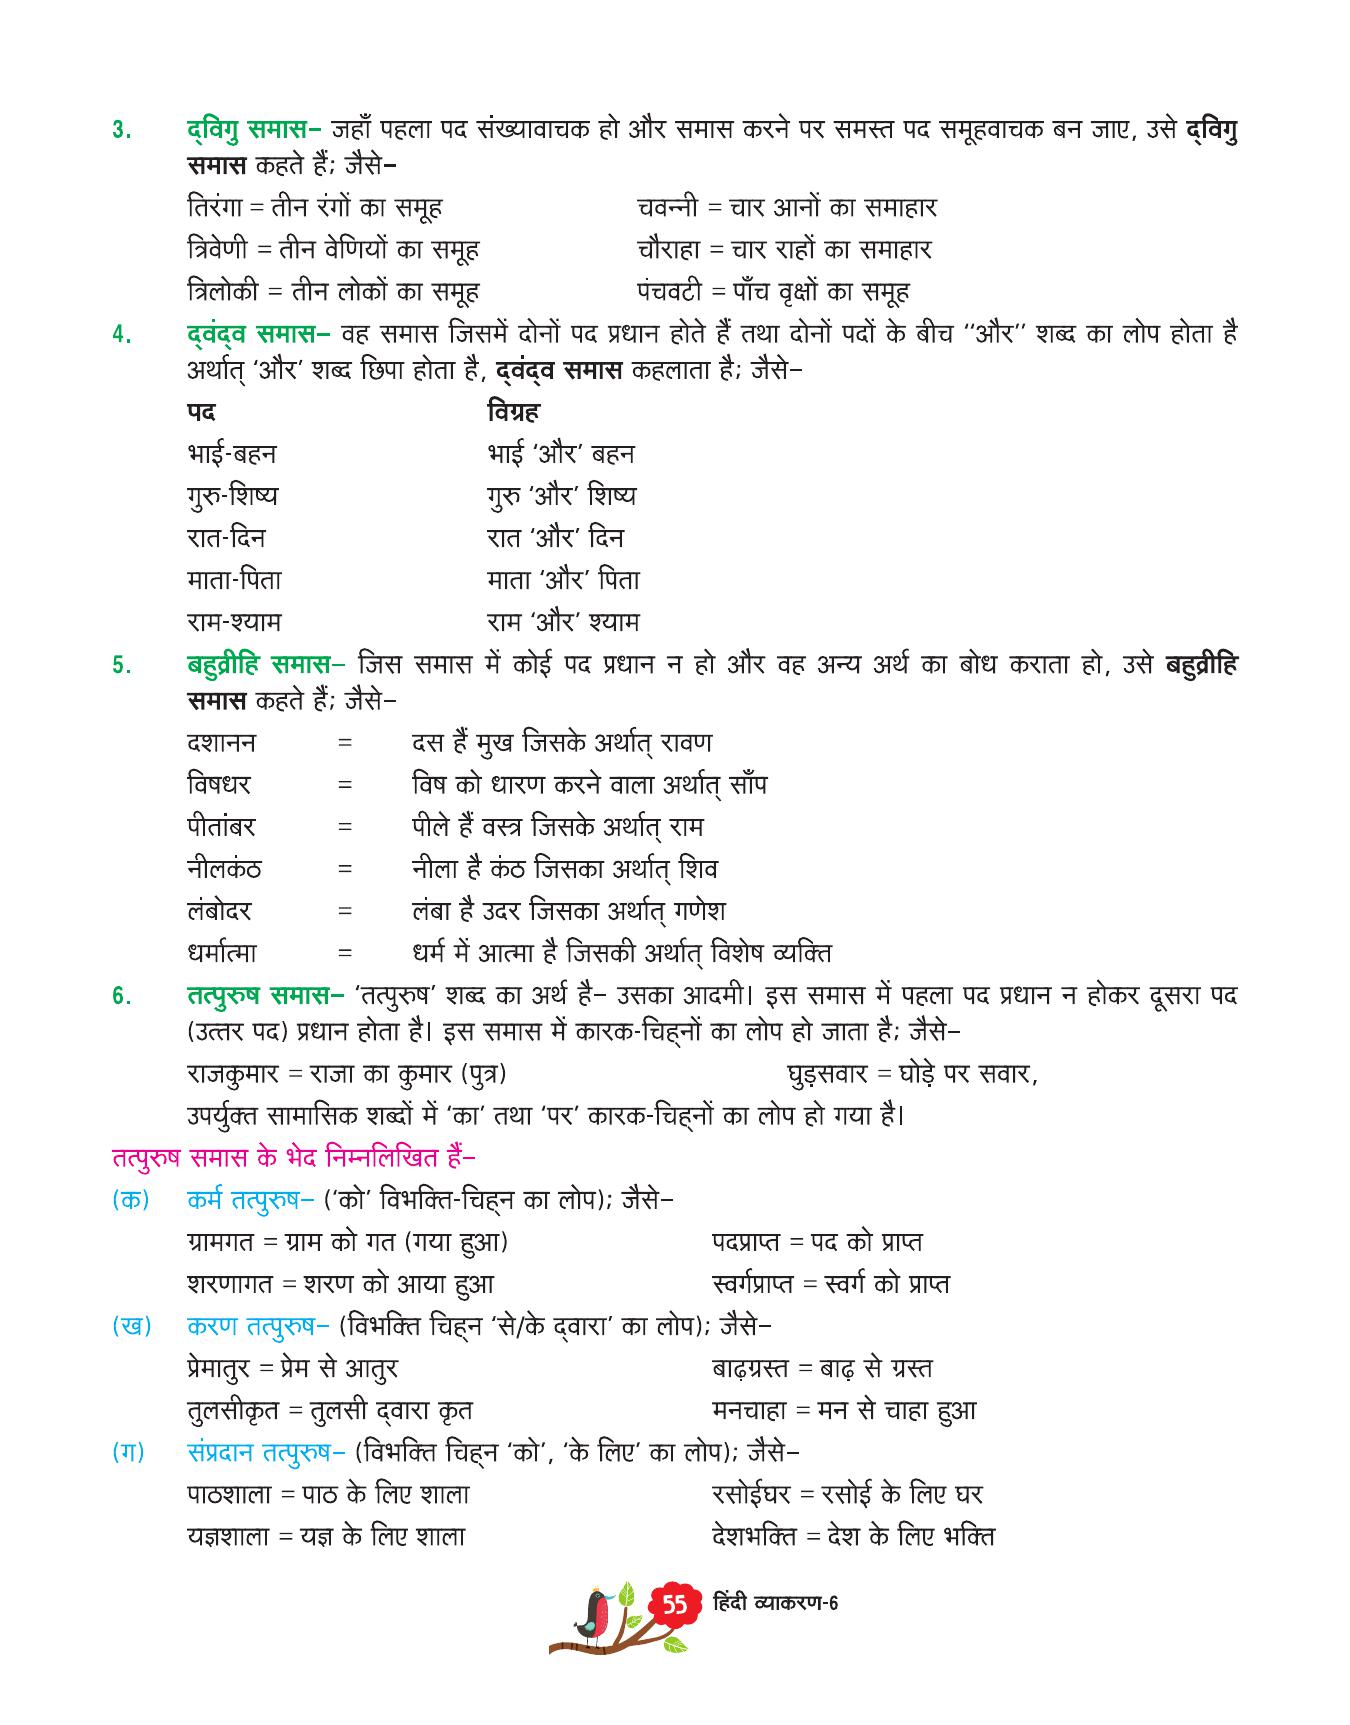 3. द्‌विगु समास– जहाँ पहला पद संख्यावाचक हो और समास करने पर समस्त पद समूहवाचक बन जाए, उसे द्‌विगु
समास कहते हैं; जैसे–
तिरंगा = तीन रंगों का समूह चवन्नी = चार आनों का समाहार
त्रिवेणी = तीन वेणियों का समूह चौराहा = चार राहों का समाहार
त्रिलोकी = तीन लोकों का समूह पंचवटी = पाँच वृक्षों का समूह
4. द्‌वंद्‌व समास– वह समास जिसमें दोनों पद प्रधान होते हैं तथा दोनों पदों के बीच ‘‘और’’ शब्द का लोप होता है
अर्थात् ‘और’ शब्द छिपा होता है, द्‌वंद्‌व समास कहलाता है; जैसे–
पद विग्रह
भाई-बहन भाई ‘और’ बहन
गुरु-शिष्य गुरु ‘और’ शिष्य
रात-दिन रात ‘और’ दिन
माता-पिता माता ‘और’ पिता
राम-श्याम राम ‘और’ श्याम
5. बहुव्रीहि समास– जिस समास में कोई पद प्रधान न हो और वह अन्य अर्थ का बोध कराता हो, उसे बहुव्रीहि
समास कहते हैं; जैसे–
दशानन = दस हैं मुख जिसके अर्थात् रावण
विषधर = विष को धारण करने वाला अर्थात् साँप
पीतांबर = पीले हैं वस्त्र जिसके अर्थात् राम
नीलकंठ = नीला है कंठ जिसका अर्थात् शिव
लंबोदर = लंबा है उदर जिसका अर्थात् गणेश
धर्मात्मा = धर्म में आत्मा है जिसकी अर्थात् विशेष व्यक्ति
6. तत्पुरुष समास– ‘तत्पुरुष’ शब्द का अर्थ है– उसका आदमी। इस समास में पहला पद प्रधान न होकर दूसरा पद
(उत्तर पद) प्रधान होता है। इस समास में कारक-चिह्‌नों का लोप हो जाता है; जैसे–
राजकुमार = राजा का कुमार (पुत्र) घुड़सवार = घोड़े पर सवार,
उपर्युक्त सामासिक शब्दों में ‘का’ तथा ‘पर’ कारक-चिह्‌नों का लोप हो गया है।
तत्पुरुष समास के भेद निम्नलिखित हैं–
(क) कर्म तत्पुरुष– (‘को’ विभक्ति-चिह्‌न का लोप); जैसे–
ग्रामगत = ग्राम को गत (गया हुआ) पदप्राप्त = पद को प्राप्त
शरणागत = शरण को आया हुआ स्वर्गप्राप्त = स्वर्ग को प्राप्त
(ख) करण तत्पुरुष– (विभक्ति चिह्‌न ‘से/के द्‌वारा’ का लोप); जैसे–
प्रेमातुर = प्रेम से आतुर बाढ़ग्रस्त = बाढ़ से ग्रस्त
तुलसीकृत = तुलसी द्‌वारा कृत मनचाहा = मन से चाहा हुआ
(ग) संप्रदान तत्पुरुष– (विभक्ति चिह्‌न ‘को’, ‘के लिए’ का लोप); जैसे–
पाठशाला = पाठ के लिए शाला रसोईघर = रसोई के लिए घर
यज्ञशाला = यज्ञ के लिए शाला देशभक्ति = देश के लिए भक्ति
55 हिंदी व्याकरण-6